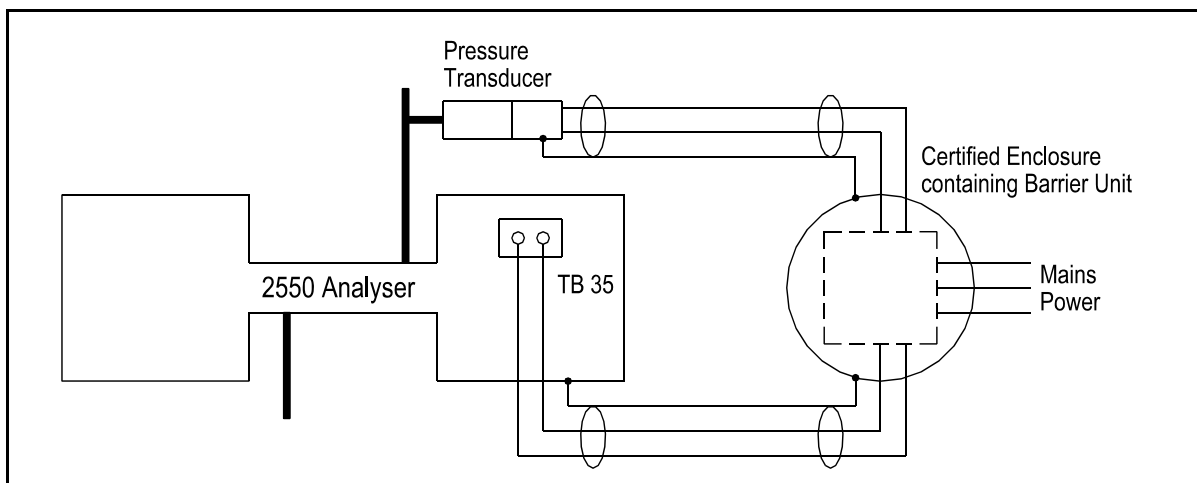 Pressure
Transducer
Certified Enclosure
containing Barrier Unit
2550 Analyser
TB 35
Mains
Power